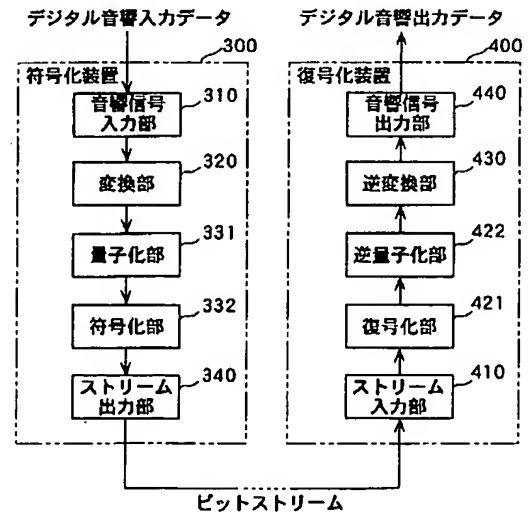 デジタル音響入力データ
300
符号化装置
音響信号
入力部
310
変換部
320
量子化部
331
符号化部
332
ストリーム
出力部
340
デジタル音響出力データ
400
復号化装置
音響信号
出力部
440
逆変換部
430
逆量子化部
422
復号化部
421
ストリーム
入力部
410
ビットストリーム